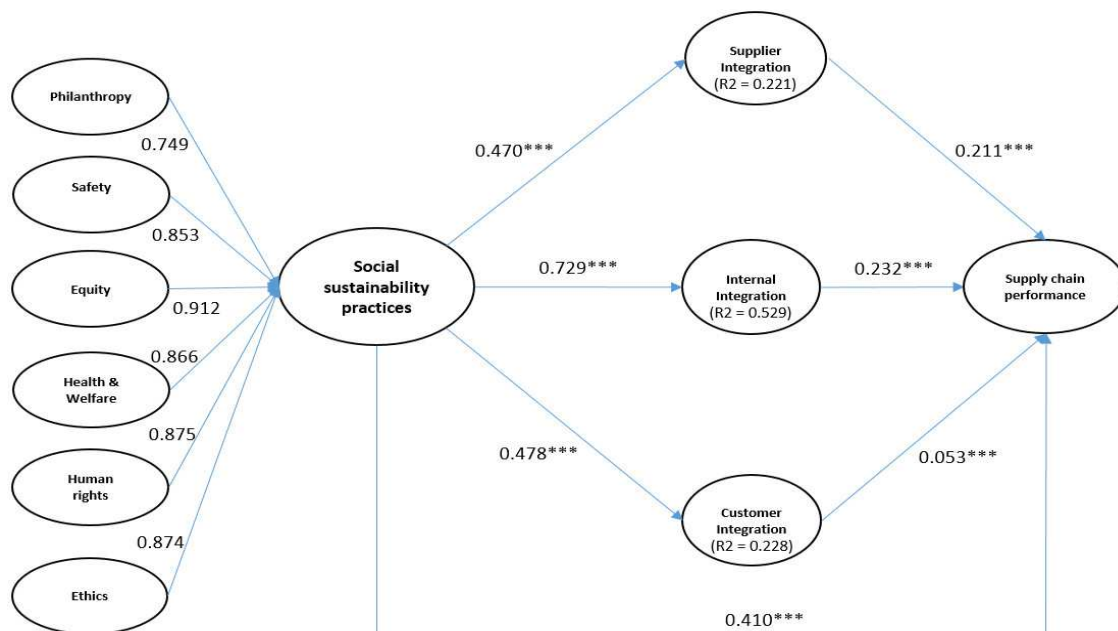 Philanthropy
0.749
Safety
0.853
Equity
0.912
Health &
Welfare
0.866
Human
rights
0.875
Ethics
0.874
Social
sustainability
practices
0.470***
0.729***
0.478***
Supplier
Integration
(R2 = 0.221)
Internal
Integration
(R2 = 0.529)
Customer
Integration
(R2 = 0.228)
0.211***
0.232***
0.053***
Supply chain
performance
0.410***